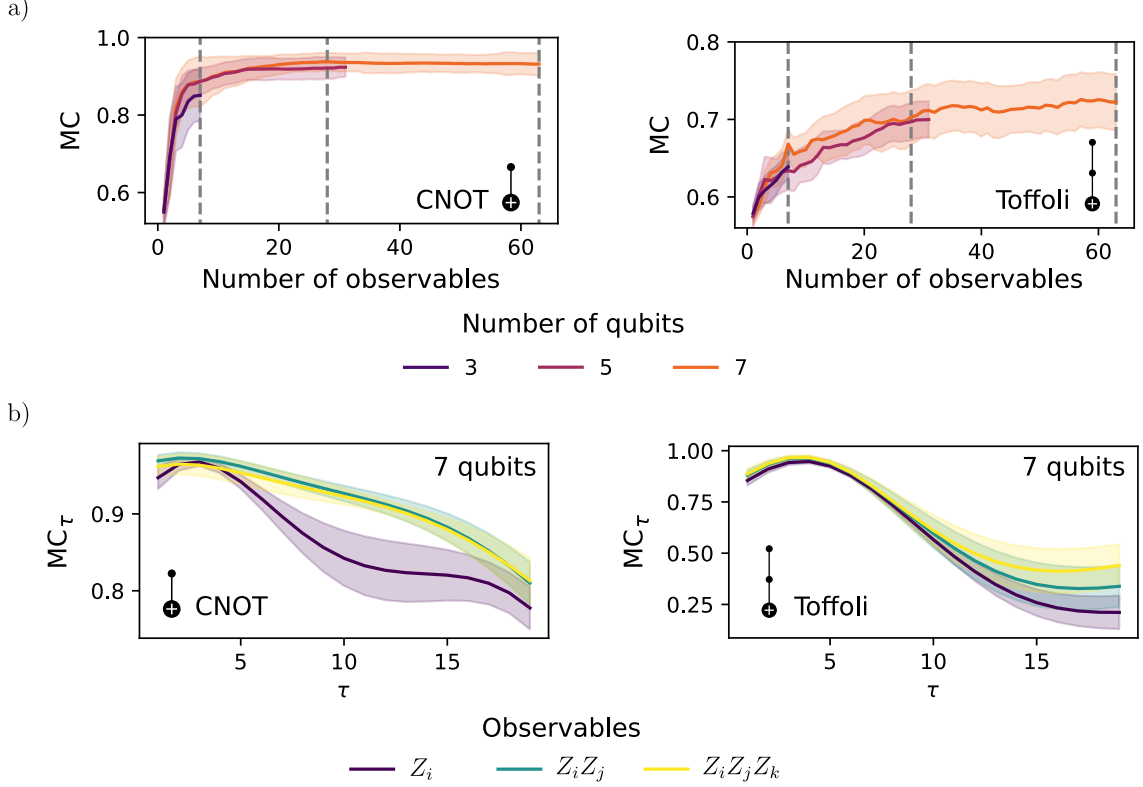 a)
1.0
0.8
0.6
MC
CNOT
0 20 40 60
Number of observables
0.8
0.7
0.6
MC
Toffoli
0 20 40 60
Number of observables
Number of qubits
3 5 7
b)
7 qubits
0.9
0.8
MCτ
CNOT
5 10 15
τ
7 qubits
1.00
0.75
0.50
0.25
MCτ
Toffoli
5 10 15
τ
Observables
Z_i Z_iZ_j Z_iZ_jZ_k